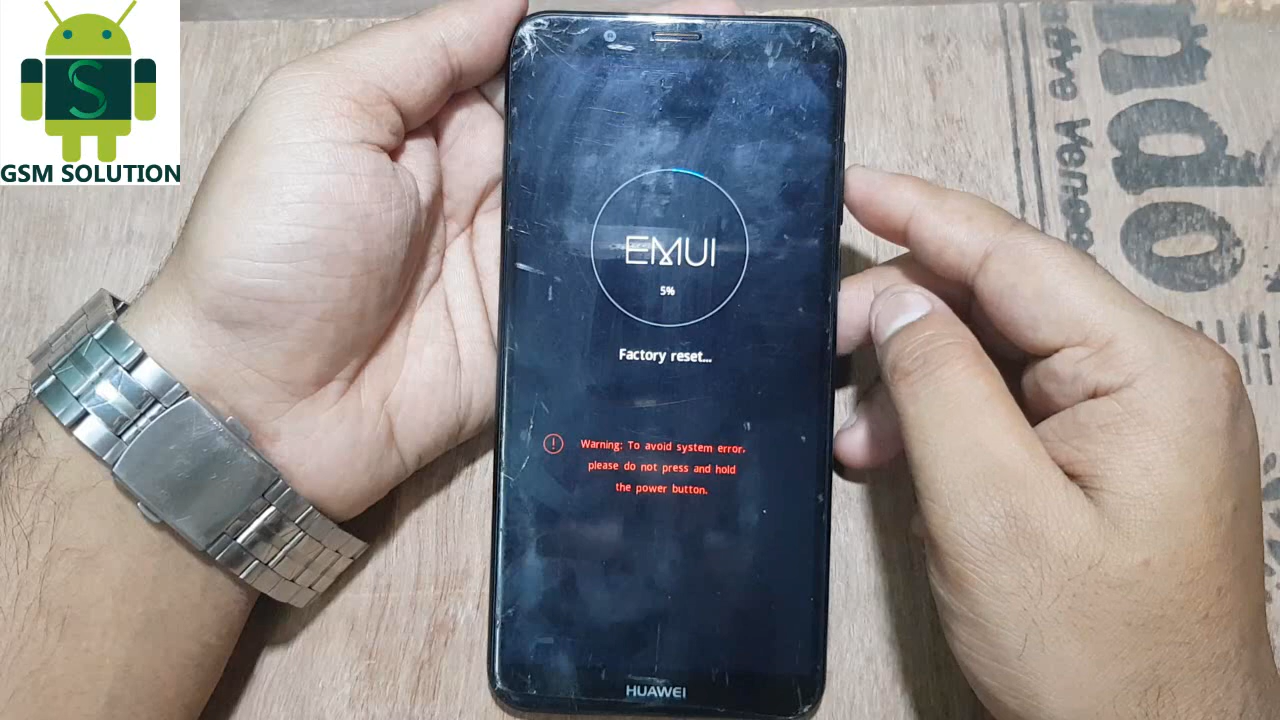 S
GSM SOLUTION
EMUI
5%
Factory reset...
Warning: To avoid system error,
please do not press and hold
the power button.
HUAWEI
ndo